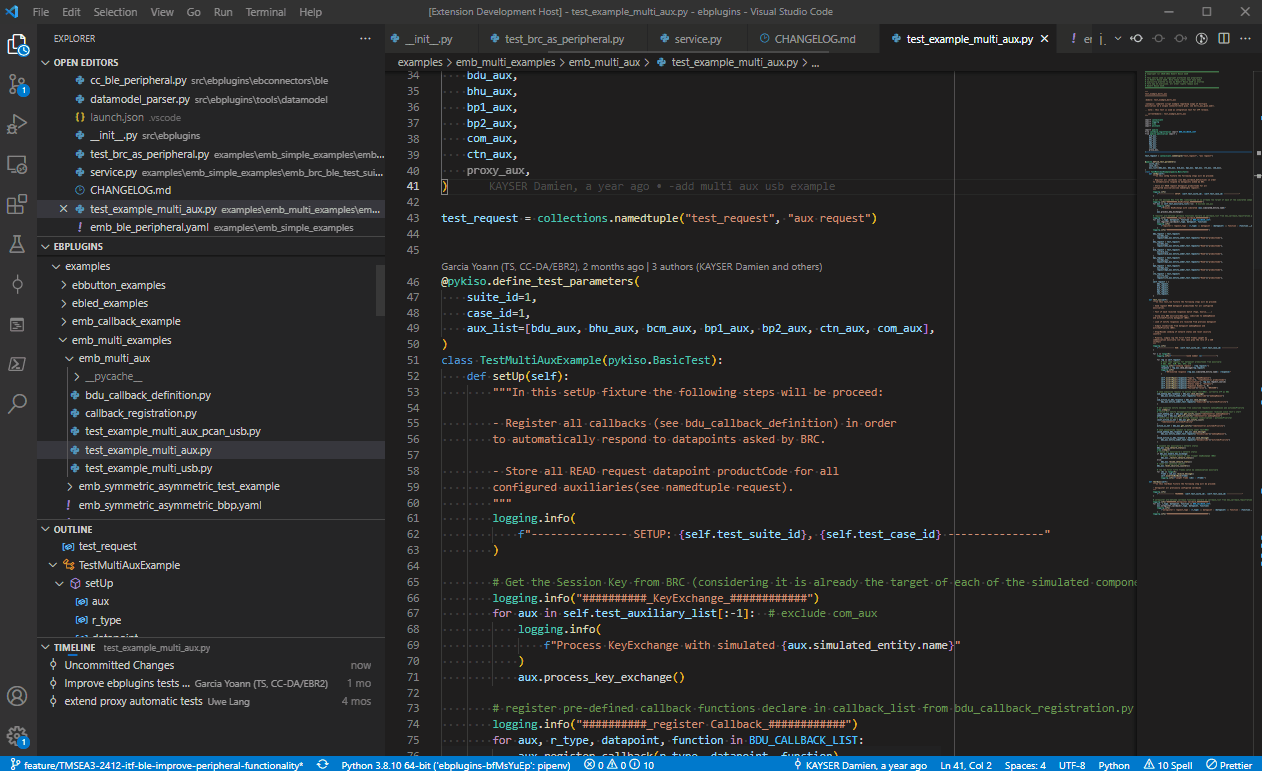 File Edit Selection View Go Run Terminal Help [Extension Development Host] - test_example_multi_aux.py - ebplugins - Visual Studio Code
EXPLORER
OPEN EDITORS
cc_ble_peripheral.py src\ebplugins\ebconnectors\ble
datamodel_parser.py src\ebplugins\tools\datamodel
launch.json .vscode
__init__.py src\ebplugins
test_brc_as_peripheral.py examples\emb_simple_examples\emb...
service.py examples\emb_simple_examples\emb_brc_ble_test_sui...
CHANGELOG.md
test_example_multi_aux.py examples\emb_multi_examples\em...
emb_ble_peripheral.yaml examples\emb_simple_examples
EBPLUGINS
examples
ebbutton_examples
ebled_examples
emb_callback_example
emb_multi_examples
emb_multi_aux
__pycache__
bdu_callback_definition.py
callback_registration.py
test_example_multi_aux_pcan_usb.py
test_example_multi_aux.py
test_example_multi_usb.py
emb_symmetric_asymmetric_test_example
emb_symmetric_asymmetric_bbp.yaml
OUTLINE
test_request
TestMultiAuxExample
setUp
aux
r_type
datapoint
TIMELINE test_example_multi_aux.py
Uncommitted Changes now
Improve ebplugins tests ... Garcia Yoann (TS, CC-DA/EBR2) 1 mo
extend proxy automatic tests Uwe Lang 4 mos
__init__.py test_brc_as_peripheral.py service.py CHANGELOG.md test_example_multi_aux.py
examples > emb_multi_examples > emb_multi_aux > test_example_multi_aux.py > ...
34 bdu_aux,
35 bhu_aux,
36 bp1_aux,
37 bp2_aux,
38 com_aux,
39 ctn_aux,
40 proxy_aux,
41 ) KAYSER Damien, a year ago • -add multi aux usb example
42
43 test_request = collections.namedtuple("test_request", "aux request")
44
45
Garcia Yoann (TS, CC-DA/EBR2), 2 months ago | 3 authors (KAYSER Damien and others)
46 @pykiso.define_test_parameters(
47 suite_id=1,
48 case_id=1,
49 aux_list=[bdu_aux, bhu_aux, bcm_aux, bp1_aux, bp2_aux, ctn_aux, com_aux],
50 )
51 class TestMultiAuxExample(pykiso.BasicTest):
52 def setUp(self):
53 """In this setUp fixture the following steps will be proceed:
54
55 - Register all callbacks (see bdu_callback_definition) in order
56 to automatically respond to datapoints asked by BRC.
57
58 - Store all READ request datapoint productCode for all
59 configured auxiliaries(see namedtuple request).
60 """
61 logging.info(
62 f"--------------- SETUP: {self.test_suite_id}, {self.test_case_id} ---------------"
63 )
64
65 # Get the Session Key from BRC (considering it is already the target of each of the simulated compone
66 logging.info("##########_KeyExchange_############")
67 for aux in self.test_auxiliary_list[:-1]: # exclude com_aux
68 logging.info(
69 f"Process KeyExchange with simulated {aux.simulated_entity.name}"
70 )
71 aux.process_key_exchange()
72
73 # register pre-defined callback functions declare in callback_list from bdu_callback_registration.py
74 logging.info("##########_register Callback_############")
75 for aux, r_type, datapoint, function in BDU_CALLBACK_LIST:
76 aux.register_callback(r_type, datapoint, function)
feature/TMSEA3-2412-itf-ble-improve-peripheral-functionality* Python 3.8.10 64-bit ('ebplugins-bfMsYuEp': pipenv) 0 0 10 KAYSER Damien, a year ago Ln 41, Col 2 Spaces: 4 UTF-8 Python 10 Spell Prettier